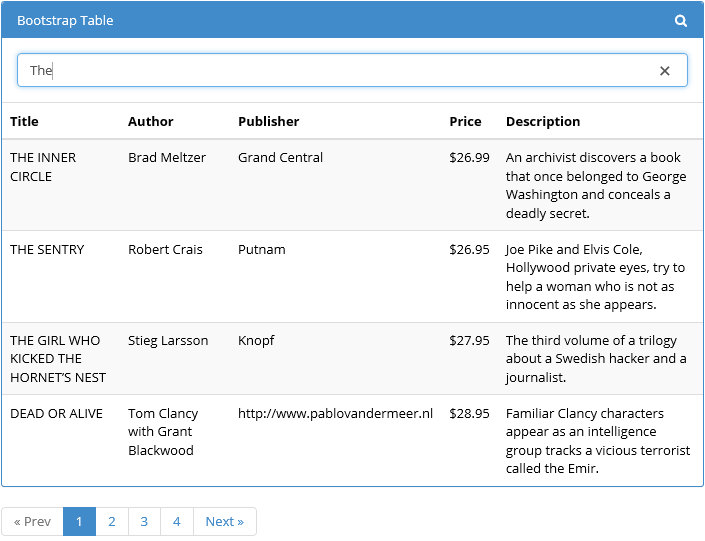 Bootstrap Table
The
Title Author Publisher Price Description
THE INNER Brad Meltzer Grand Central $26.99 An archivist discovers a book
CIRCLE that once belonged to George
Washington and conceals a
deadly secret.
THE SENTRY Robert Crais Putnam $26.95 Joe Pike and Elvis Cole,
Hollywood private eyes, try to
help a woman who is not as
innocent as she appears.
THE GIRL WHO Stieg Larsson Knopf $27.95 The third volume of a trilogy
KICKED THE about a Swedish hacker and a
HORNET’S NEST journalist.
DEAD OR ALIVE Tom Clancy http://www.pablovandermeer.nl $28.95 Familiar Clancy characters
with Grant appear as an intelligence
Blackwood group tracks a vicious terrorist
called the Emir.
« Prev 1 2 3 4 Next »